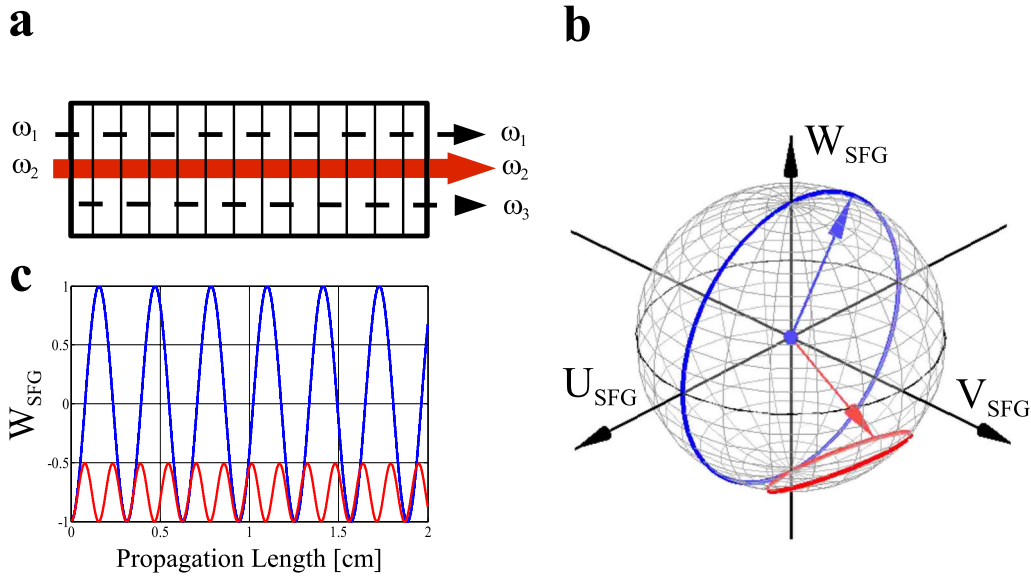 a
ω1 ω1
ω2 ω2
ω3
b
WSFG
USFG
VSFG
c
WSFG
1
0.5
0
-0.5
-1
0 0.5 1 1.5 2
Propagation Length [cm]